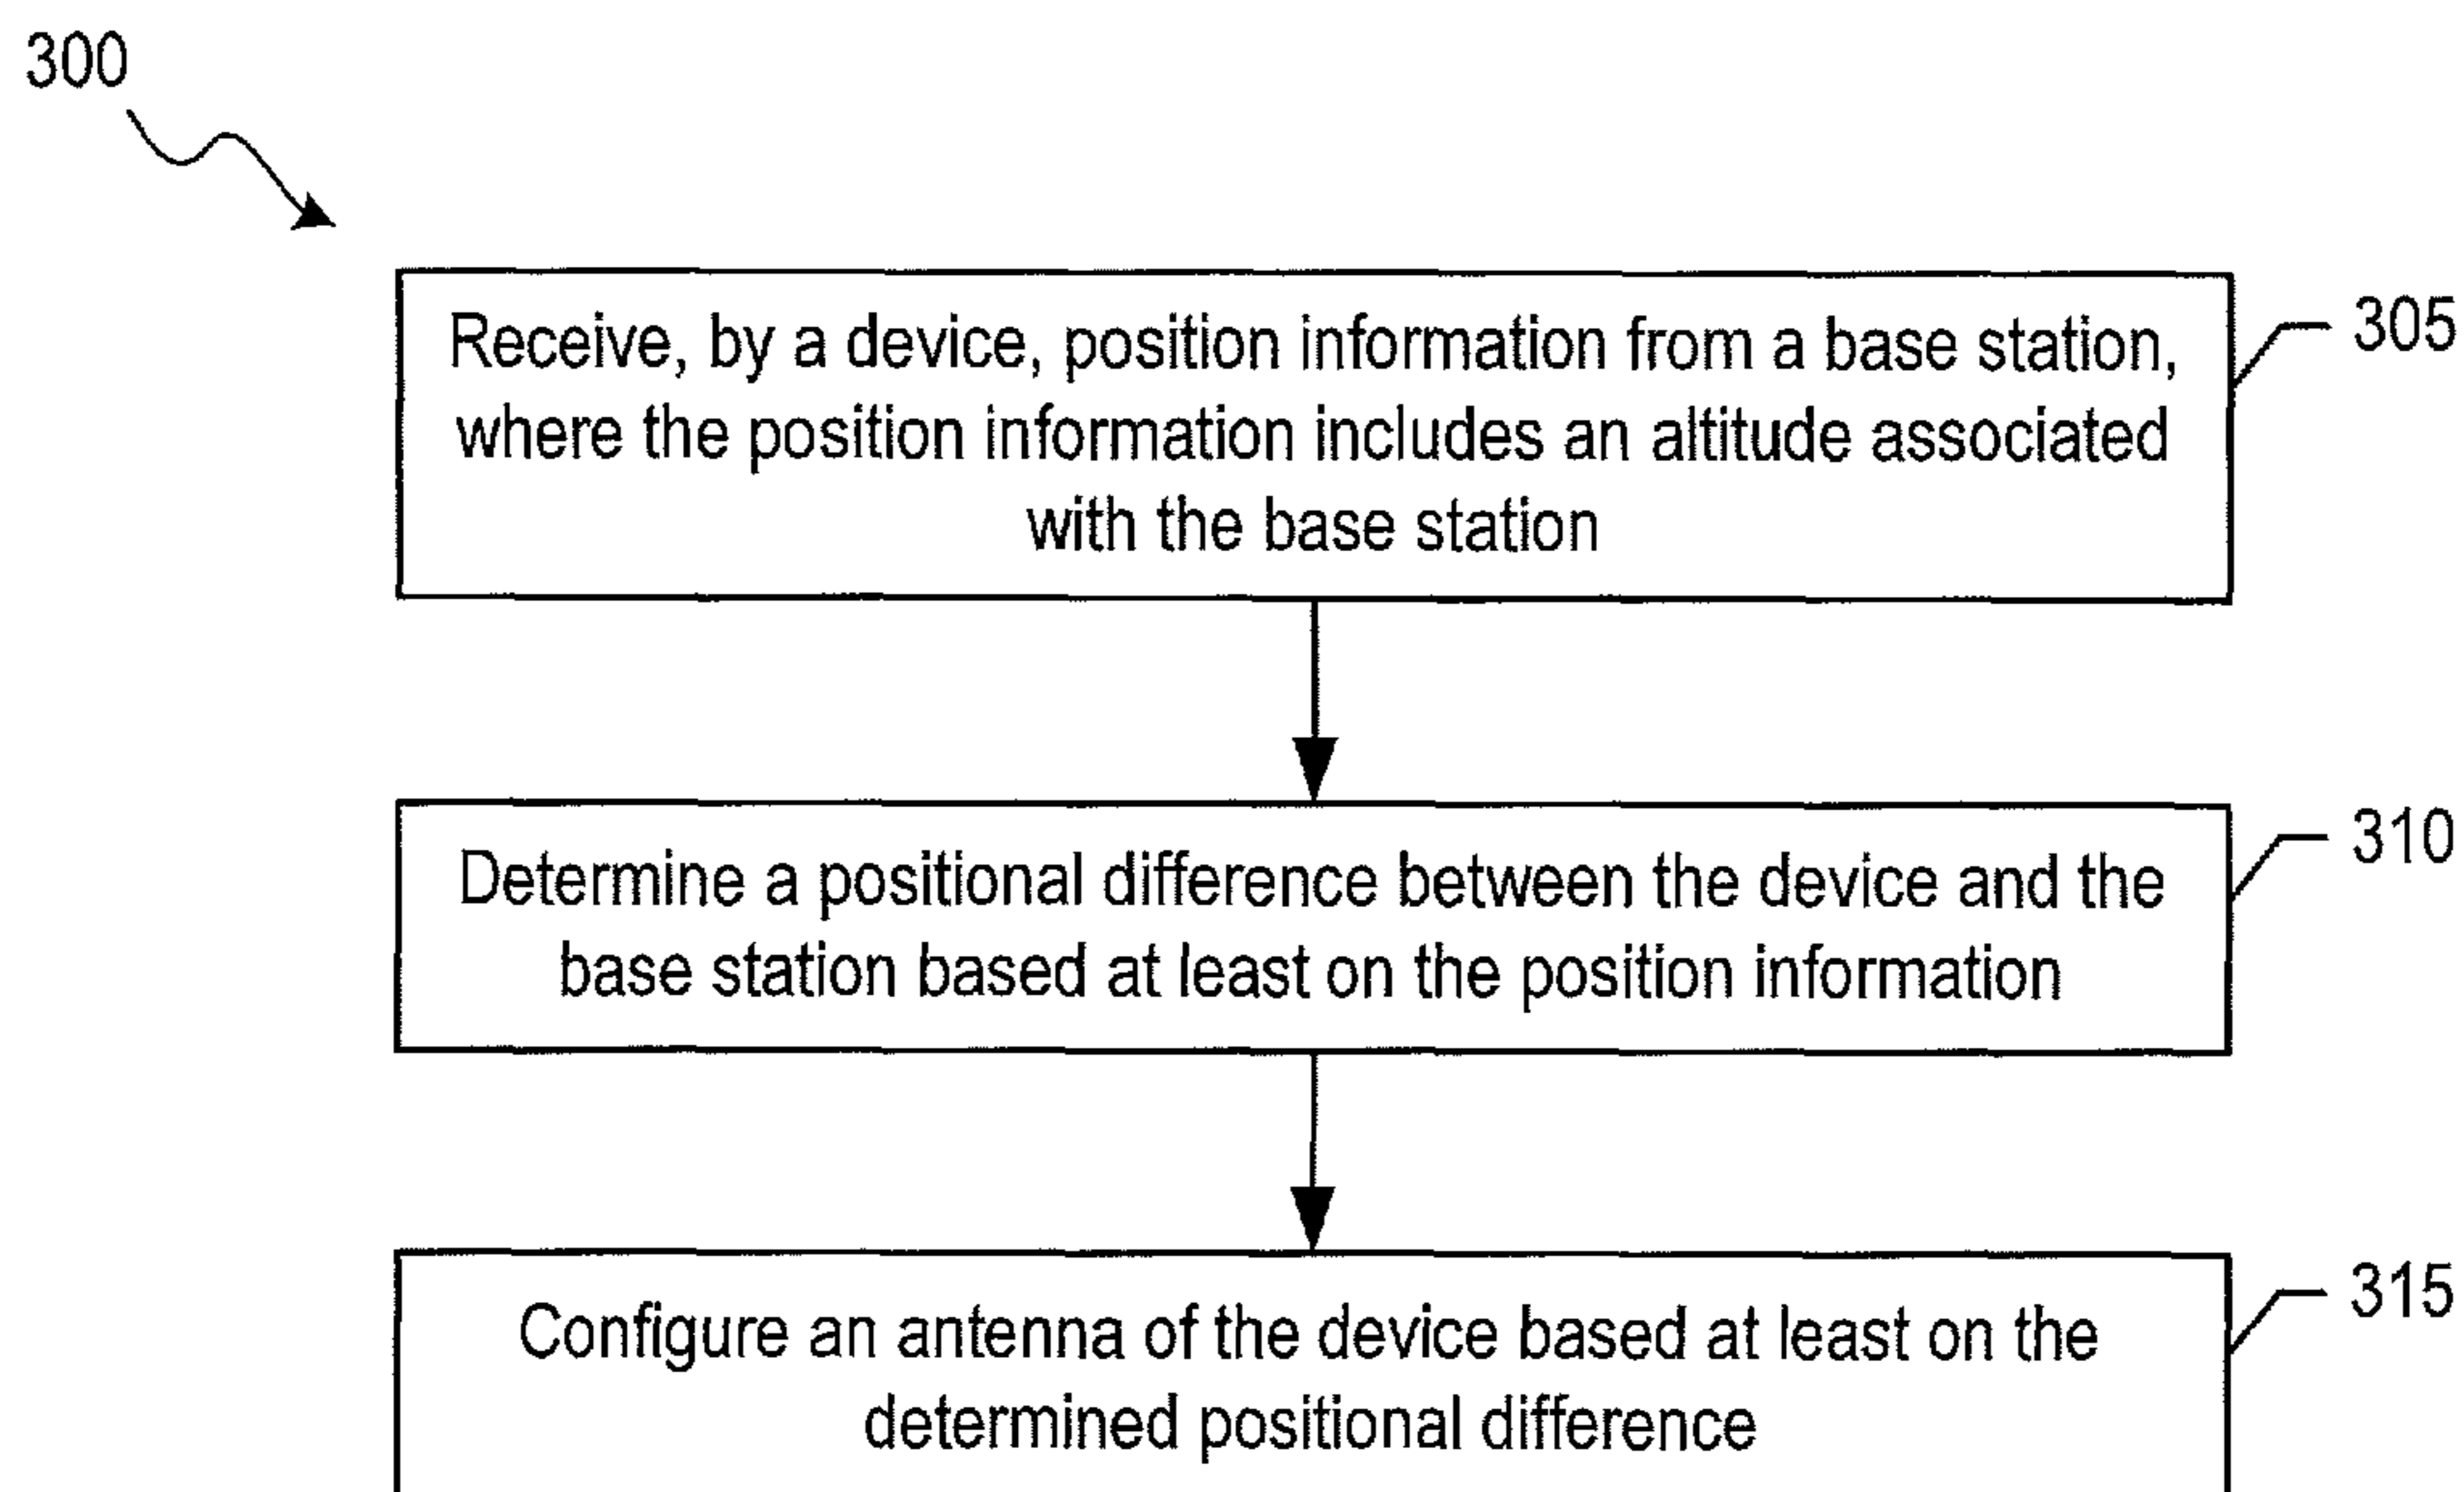 300
Receive, by a device, position information from a base station,
where the position information includes an altitude associated
with the base station
305
Determine a positional difference between the device and the
base station based at least on the position information
310
Configure an antenna of the device based at least on the
determined positional difference
315